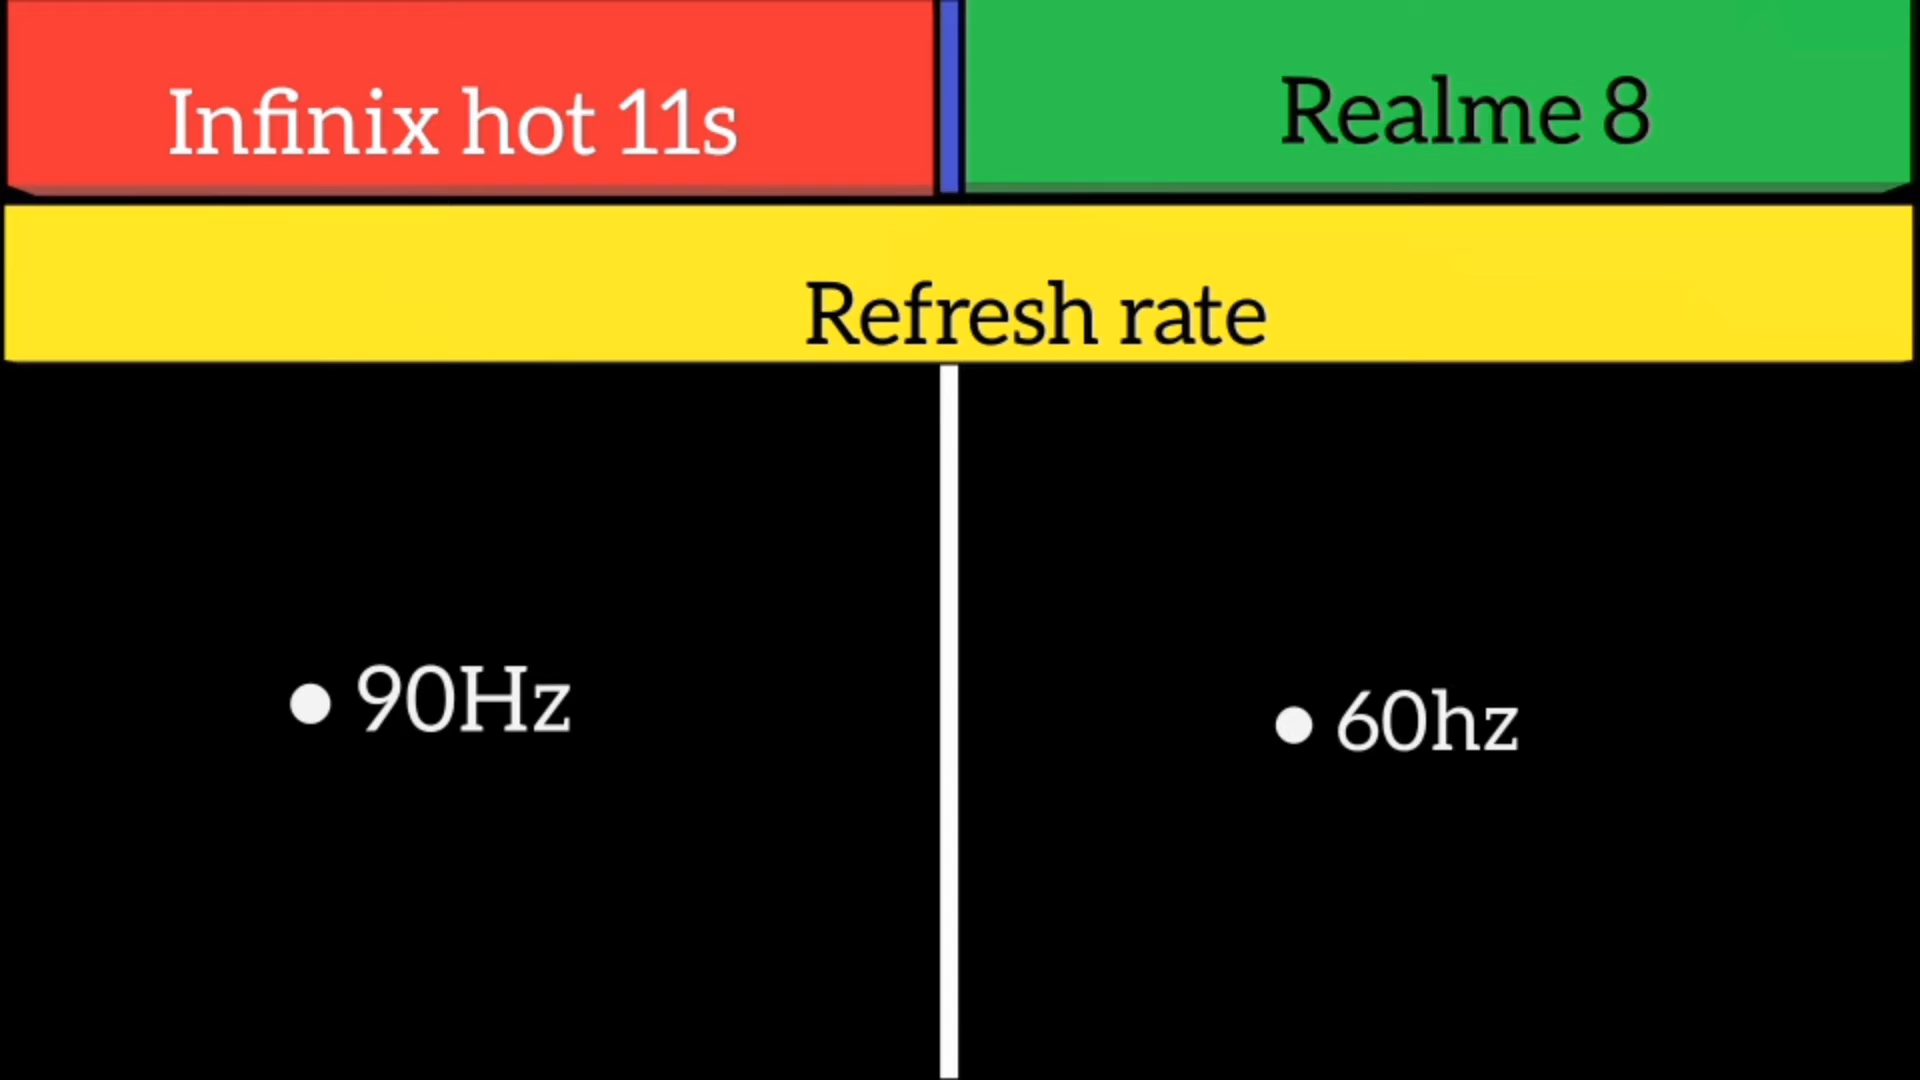 Infinix hot 11s
Realme 8
Refresh rate
• 90Hz
• 60hz